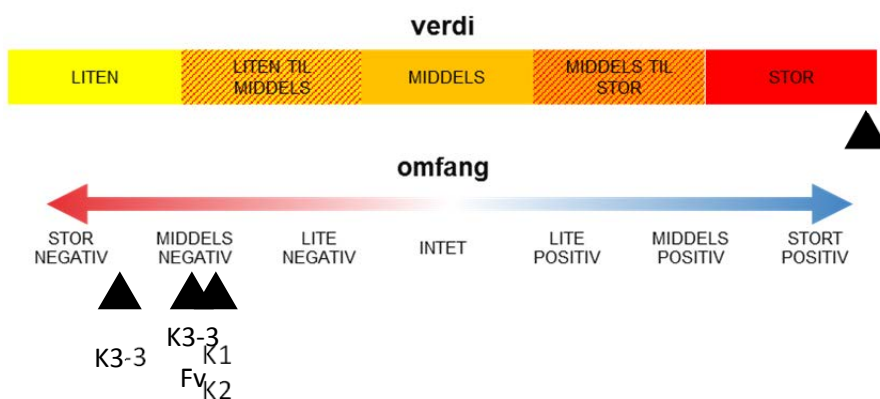 verdi
LITEN
LITEN TIL
MIDDELS
MIDDELS
MIDDELS TIL
STOR
STOR
omfang
STOR
NEGATIV
MIDDELS
NEGATIV
LITE
NEGATIV
INTET
LITE
POSITIV
MIDDELS
POSITIV
STORT
POSITIV
K3-3
K3-3
Fv
K1
K2